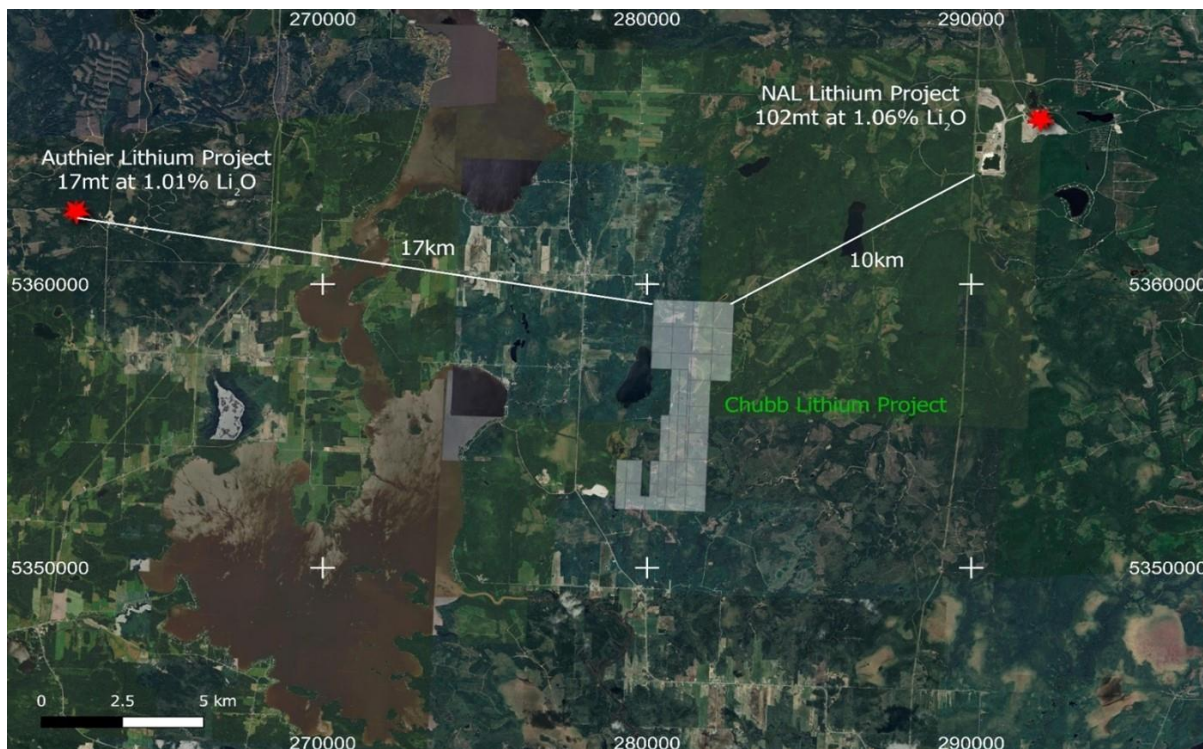 270000
280000
290000
NAL Lithium Project
102mt at 1.06% Li₂O
Authier Lithium Project
17mt at 1.01% Li₂O
17km
10km
5360000
5360000
Chubb Lithium Project
5350000
5350000
0
2.5
5 km
270000
280000
290000